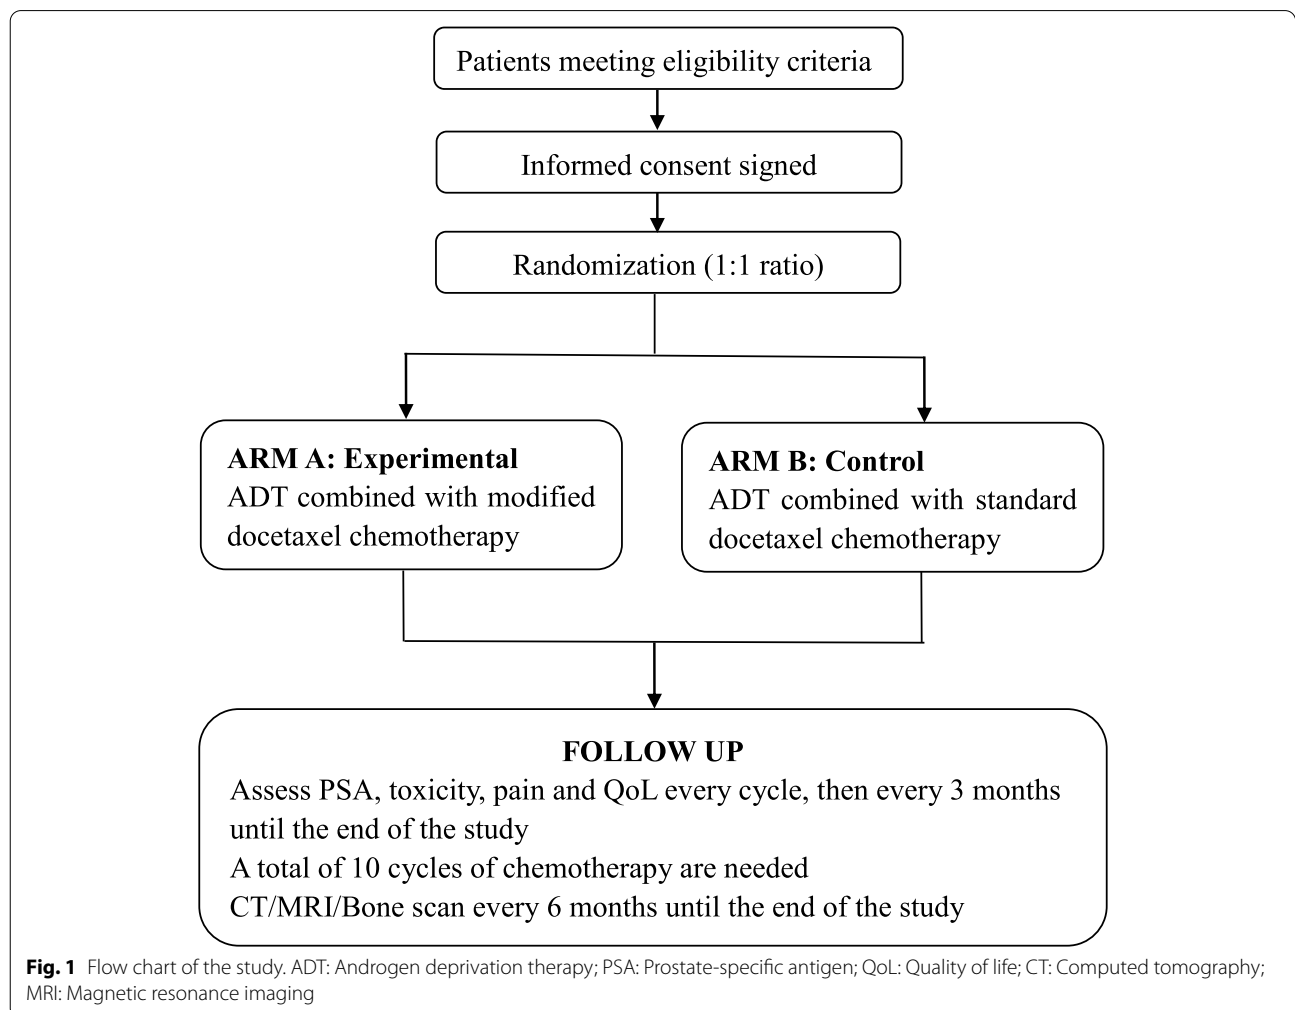 Patients meeting eligibility criteria
Informed consent signed
Randomization (1:1 ratio)
ARM A: Experimental
ADT combined with modified
docetaxel chemotherapy
ARM B: Control
ADT combined with standard
docetaxel chemotherapy
FOLLOW UP
Assess PSA, toxicity, pain and QoL every cycle, then every 3 months
until the end of the study
A total of 10 cycles of chemotherapy are needed
CT/MRI/Bone scan every 6 months until the end of the study
Fig. 1 Flow chart of the study. ADT: Androgen deprivation therapy; PSA: Prostate-specific antigen; QoL: Quality of life; CT: Computed tomography;
MRI: Magnetic resonance imaging